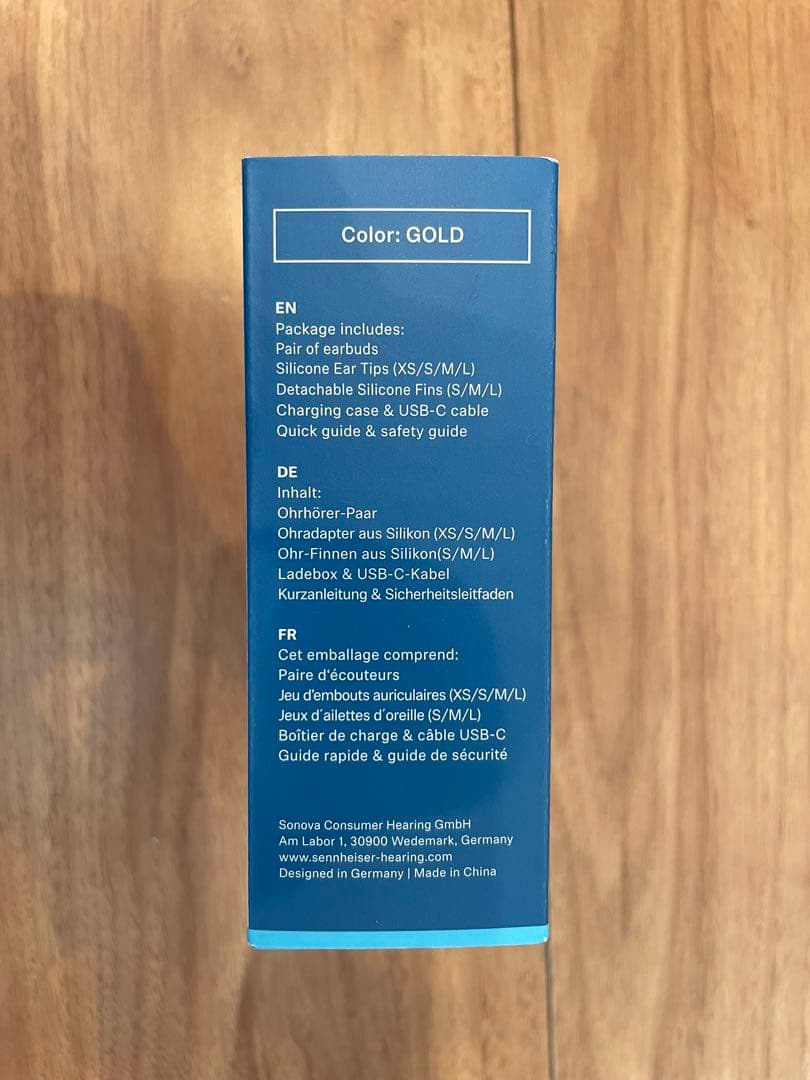 Color: GOLD
EN
Package includes:
Pair of earbuds
Silicone Ear Tips (XS/S/M/L)
Detachable Silicone Fins (S/M/L)
Charging case & USB-C cable
Quick guide & safety guide
DE
Inhalt:
Ohrhörer-Paar
Ohradapter aus Silikon (XS/S/M/L)
Ohr-Finnen aus Silikon(S/M/L)
Ladebox & USB-C-Kabel
Kurzanleitung & Sicherheitsleitfaden
FR
Cet emballage comprend:
Paire d'écouteurs
Jeu d'embouts auriculaires (XS/S/M/L)
Jeux d´ailettes d´oreille (S/M/L)
Boîtier de charge & câble USB-C
Guide rapide & guide de sécurité
Sonova Consumer Hearing GmbH
Am Labor 1, 30900 Wedemark, Germany
www.sennheiser-hearing.com
Designed in Germany | Made in China